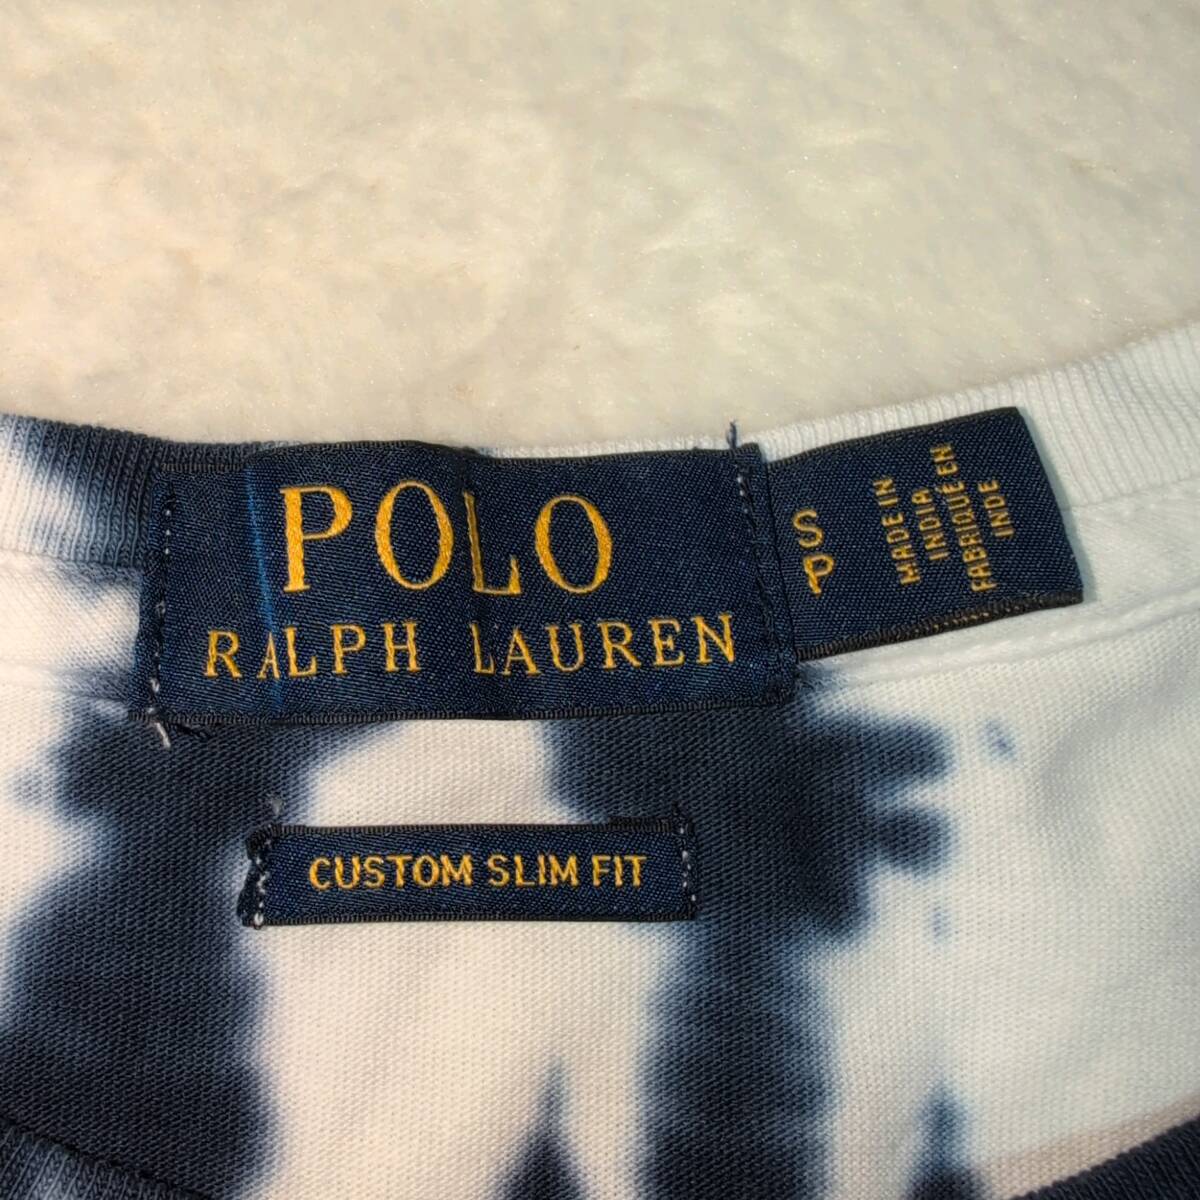 POLO
RALPH LAUREN
S
P
MADE IN
INDIA
FABRIQUÉ EN
INDE
CUSTOM SLIM FIT